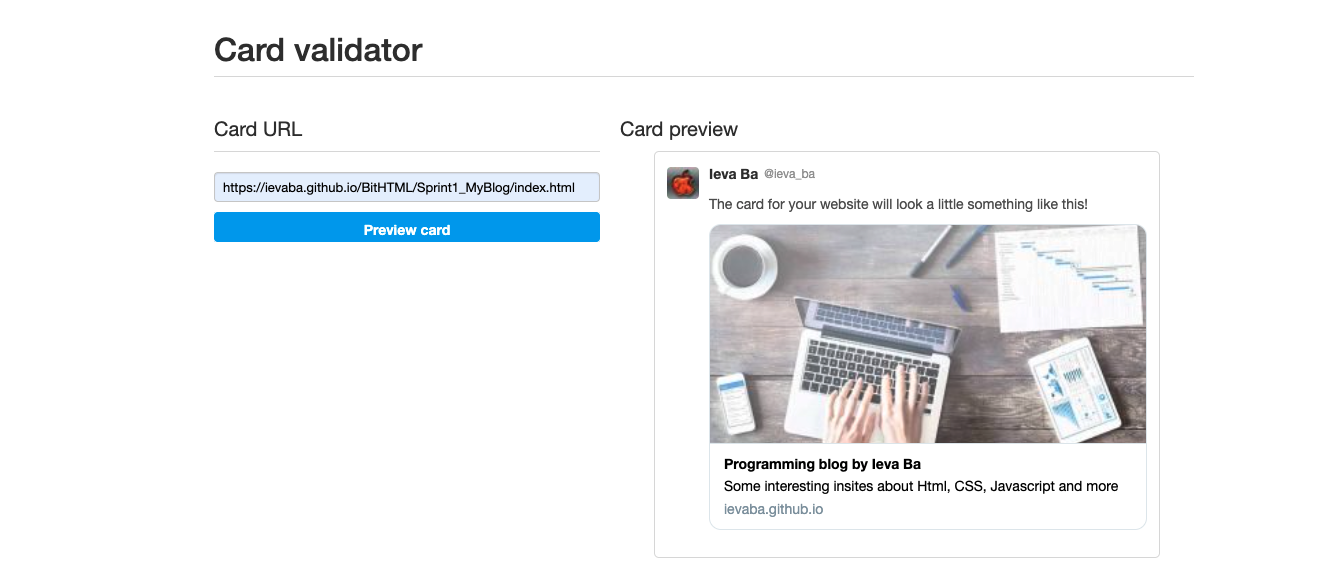 Card validator
Card URL
https://ievaba.github.io/BitHTML/Sprint1_MyBlog/index.html
Preview card
Card preview
Ieva Ba @ieva_ba
The card for your website will look a little something like this!
Programming blog by Ieva Ba
Some interesting insites about Html, CSS, Javascript and more
ievaba.github.io